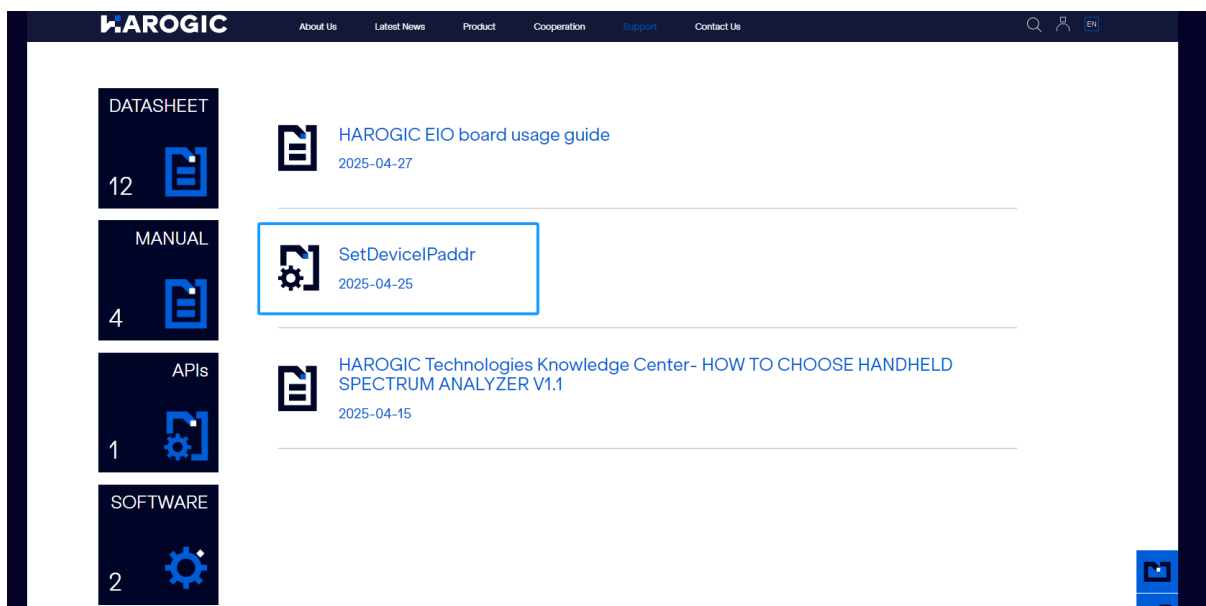 HAROGIC
About Us Latest News Product Cooperation Support Contact Us EN
DATASHEET
12
MANUAL
4
APIs
1
SOFTWARE
2
HAROGIC EIO board usage guide
2025-04-27
SetDeviceIPaddr
2025-04-25
HAROGIC Technologies Knowledge Center- HOW TO CHOOSE HANDHELD
SPECTRUM ANALYZER V1.1
2025-04-15